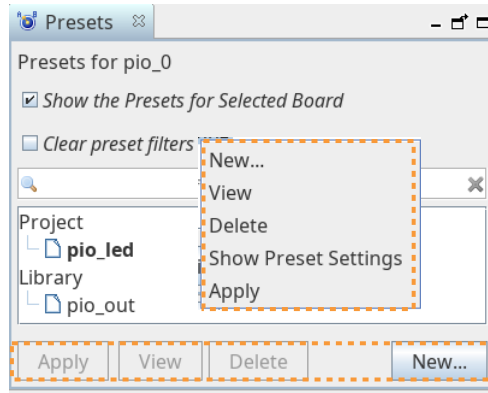 Presets
Presets for pio_0
Show the Presets for Selected Board
Clear preset filters
New...
View
Delete
Show Preset Settings
Apply
Project
pio_led
Library
pio_out
Apply View Delete New...